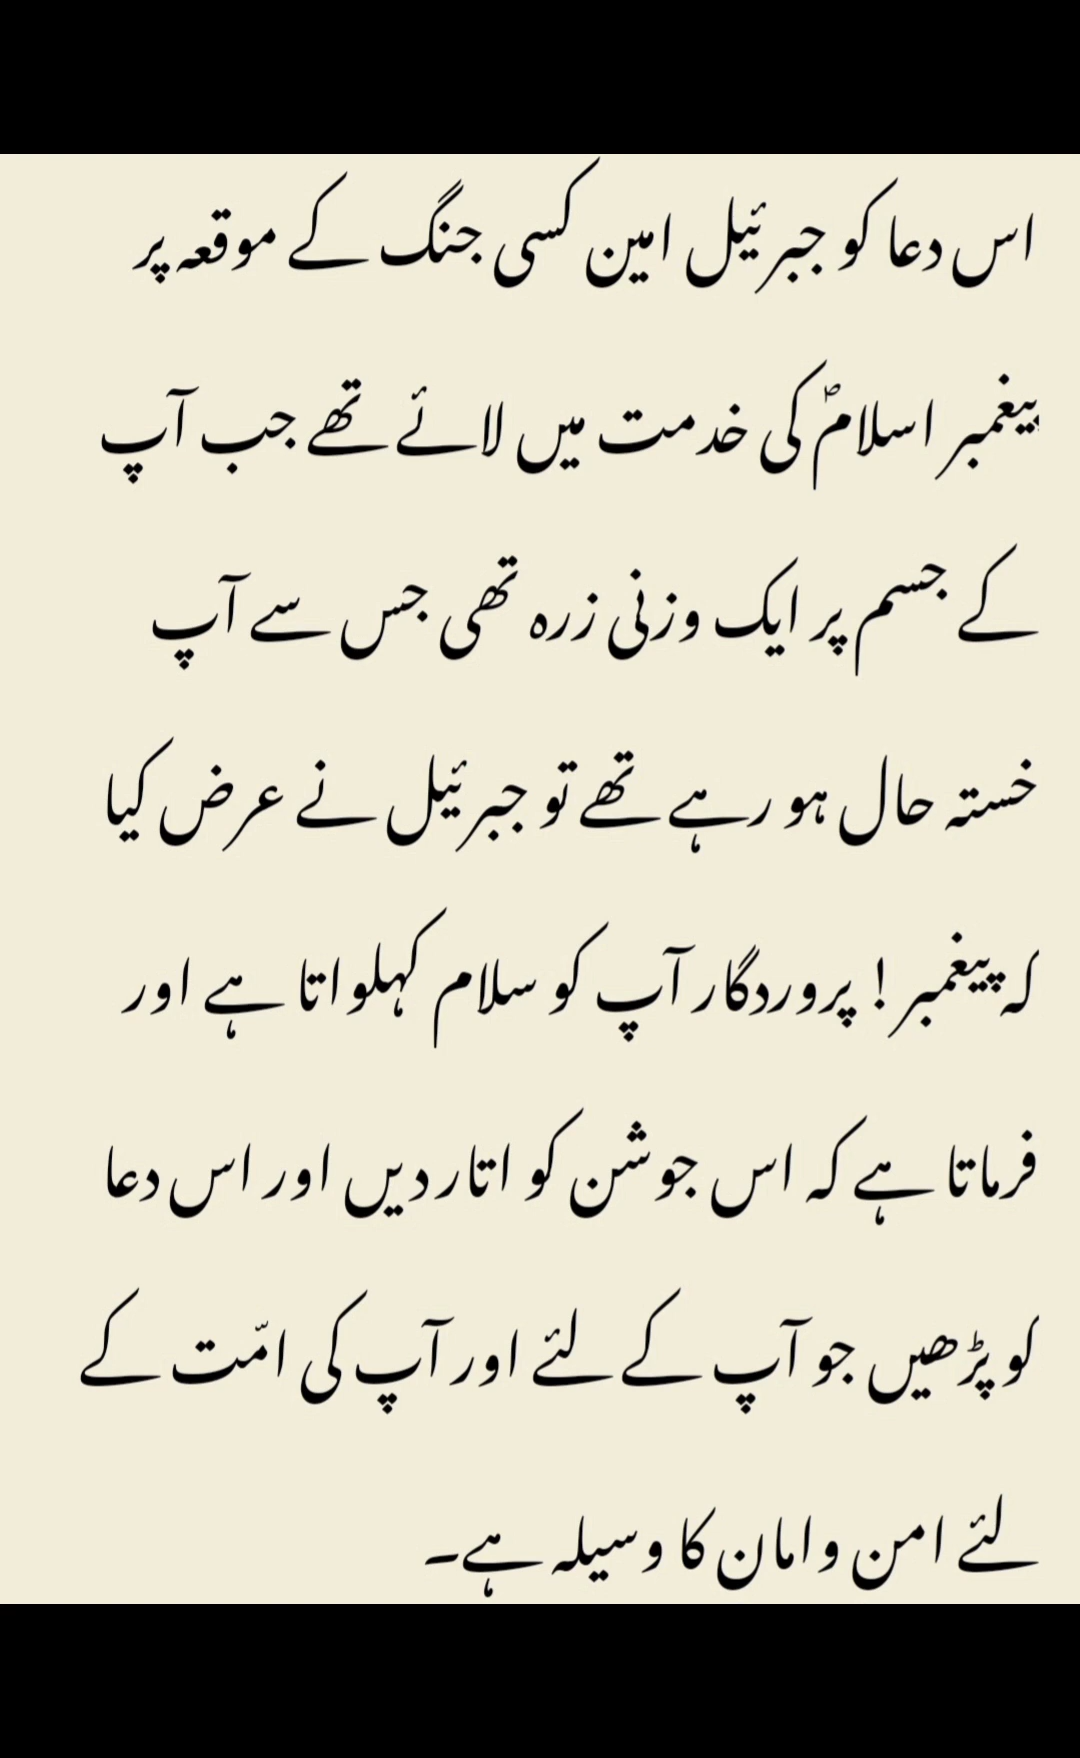 اس دعا کو جبرئیل امین کسی جنگ کے موقعہ پر
پیغمبر اسلامؐ کی خدمت میں لائے تھے جب آپ
کے جسم پر ایک وزنی زرہ تھی جس سے آپ
خستہ حال ہو رہے تھے تو جبرئیل نے عرض کیا
کہ پیغمبر ! پروردگار آپ کو سلام کہلواتا ہے اور
فرماتا ہے کہ اس جوشن کو اتار دیں اور اس دعا
کو پڑھیں جو آپ کے لئے اور آپ کی امّت کے
لئے امن و امان کا وسیلہ ہے۔